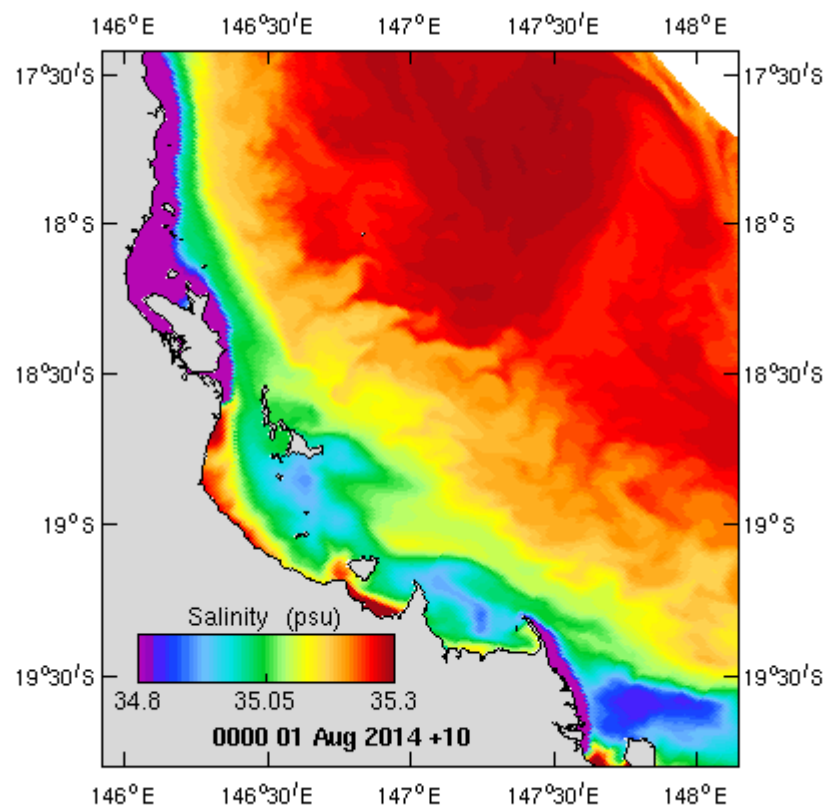 146°E 146°30'E 147°E 147°30'E 148°E
17°30'S 17°30'S
18°S 18°S
18°30'S 18°30'S
19°S 19°S
Salinity (psu)
19°30'S 19°30'S
34.8 35.05 35.3
0000 01 Aug 2014 +10
146°E 146°30'E 147°E 147°30'E 148°E